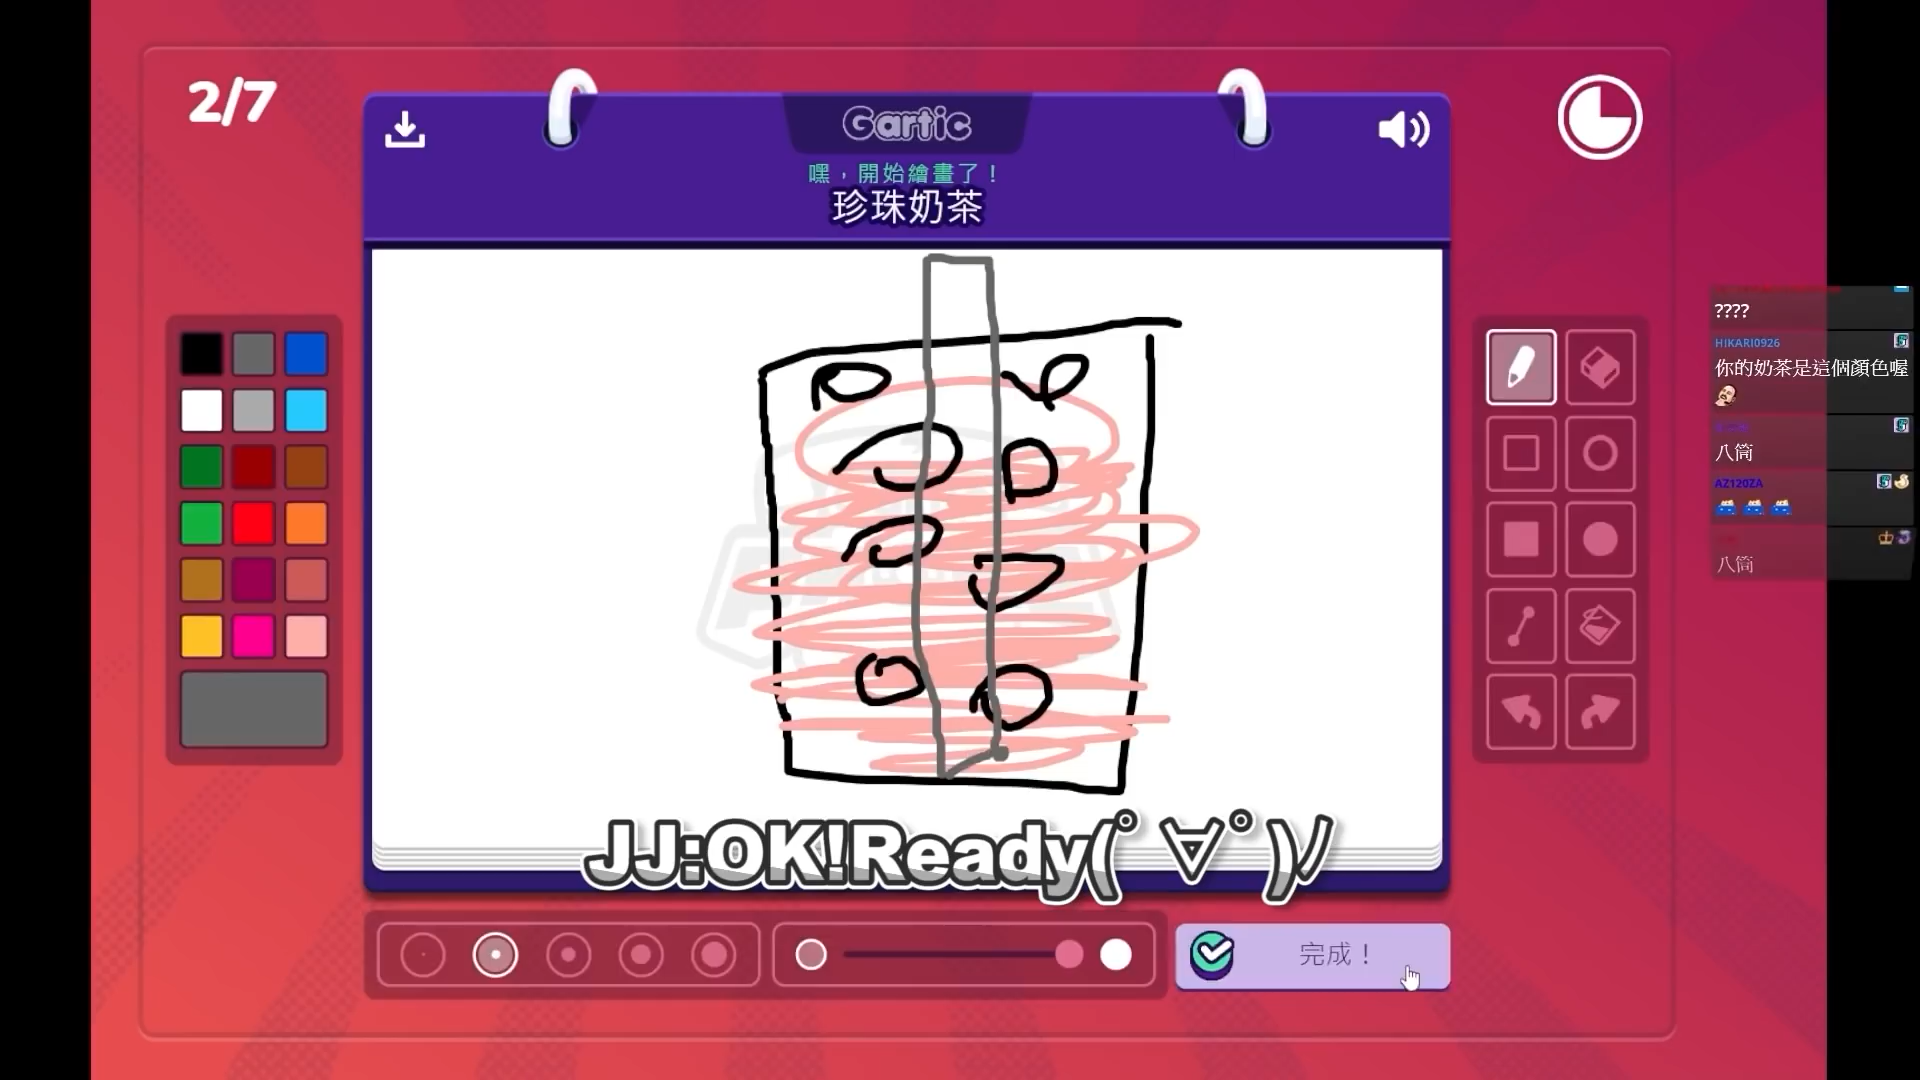 2/7
Gartic
嘿，開始繪畫了！
珍珠奶茶
????
HIKARI0926
你的奶茶是這個顏色喔
八筒
AZ120ZA
八筒
JJ:OK!Ready(ﾟ∀ﾟ)ﾉ
完成！